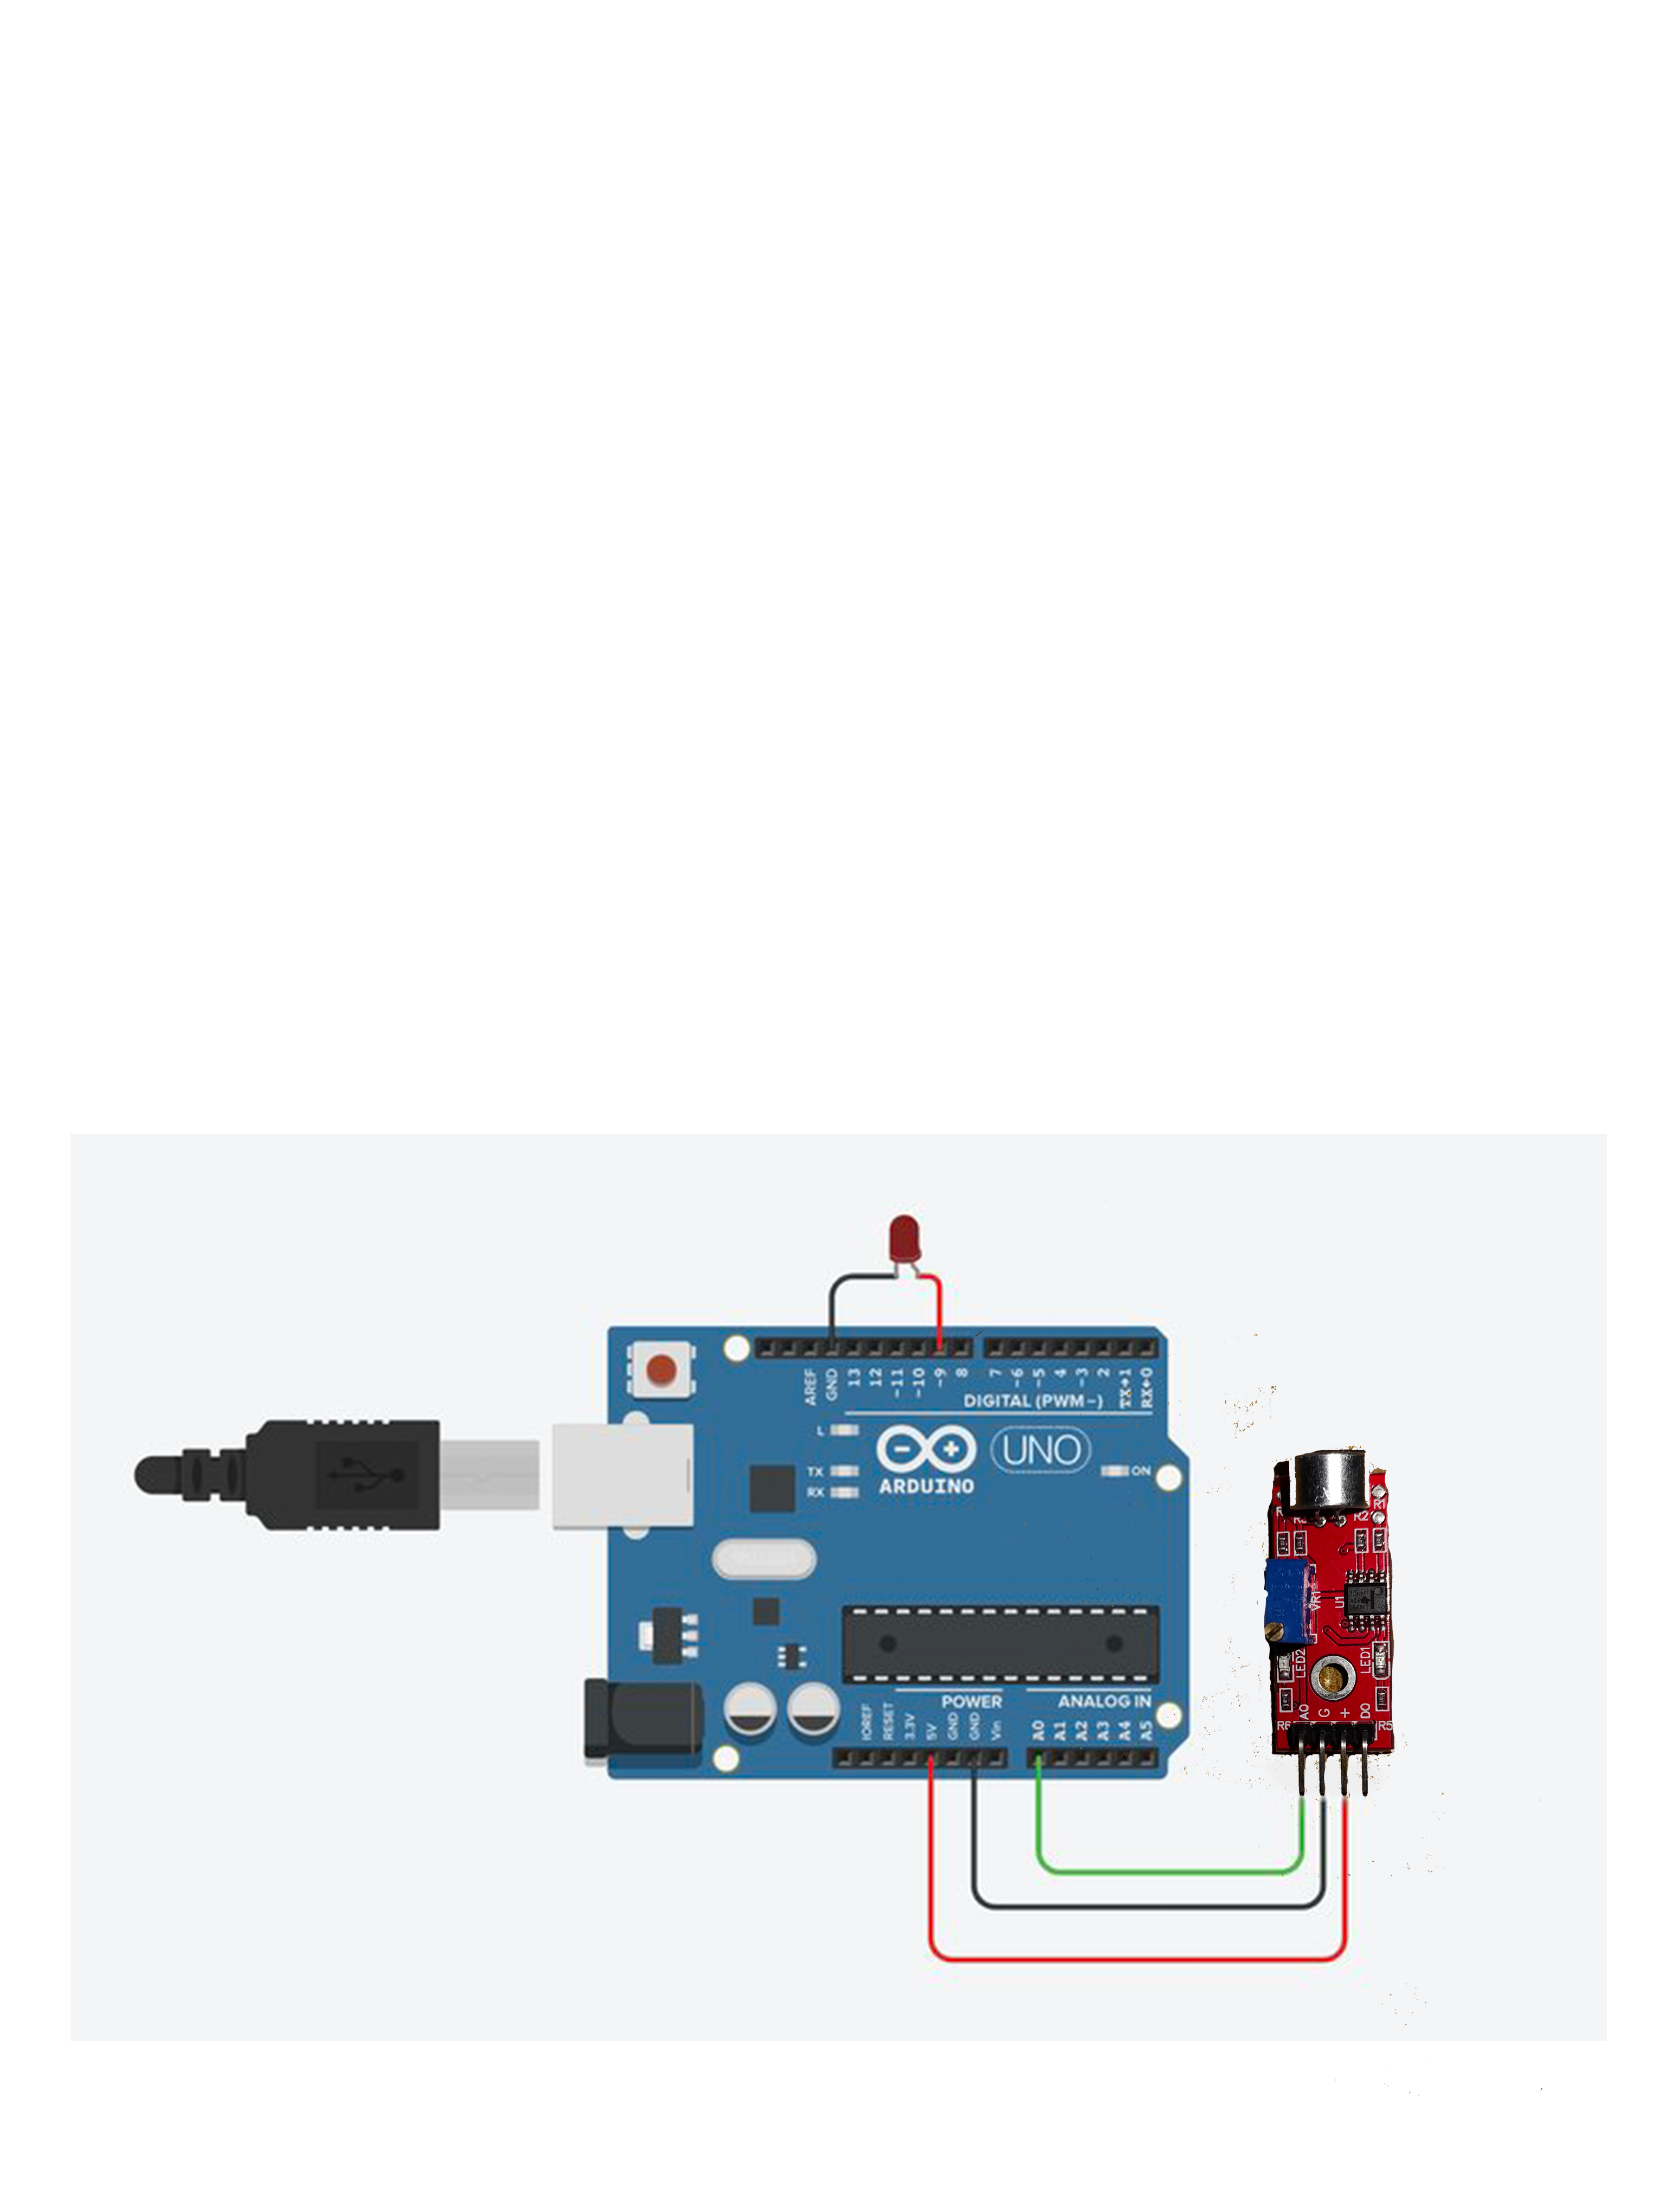 AREF
GND
13
12
~11
~10
~9
8
7
~6
~5
4
~3
2
TX→1
RX←0
DIGITAL (PWM~)
L
TX
RX
ARDUINO
UNO
ON
POWER
ANALOG IN
IOREF
RESET
3.3V
5V
GND
GND
Vin
A0
A1
A2
A3
A4
A5
R1
R2
VR1
U1
LED2
LED1
A0
G
+
D0
R6
R5